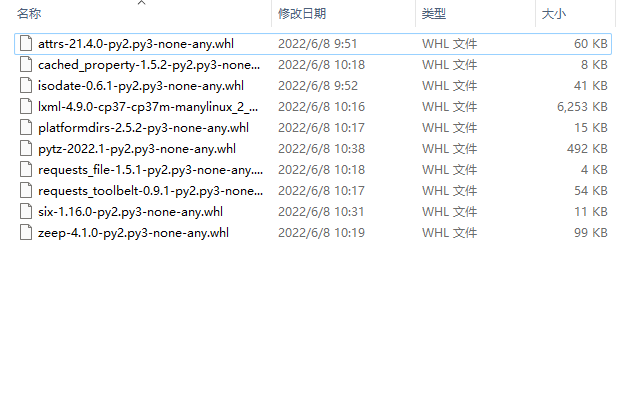 名称 修改日期 类型 大小
attrs-21.4.0-py2.py3-none-any.whl 2022/6/8 9:51 WHL 文件 60 KB
cached_property-1.5.2-py2.py3-none... 2022/6/8 10:18 WHL 文件 8 KB
isodate-0.6.1-py2.py3-none-any.whl 2022/6/8 9:52 WHL 文件 41 KB
lxml-4.9.0-cp37-cp37m-manylinux_2_... 2022/6/8 10:16 WHL 文件 6,253 KB
platformdirs-2.5.2-py3-none-any.whl 2022/6/8 10:17 WHL 文件 15 KB
pytz-2022.1-py2.py3-none-any.whl 2022/6/8 10:38 WHL 文件 492 KB
requests_file-1.5.1-py2.py3-none-any.... 2022/6/8 10:18 WHL 文件 4 KB
requests_toolbelt-0.9.1-py2.py3-none... 2022/6/8 10:17 WHL 文件 54 KB
six-1.16.0-py2.py3-none-any.whl 2022/6/8 10:31 WHL 文件 11 KB
zeep-4.1.0-py2.py3-none-any.whl 2022/6/8 10:19 WHL 文件 99 KB